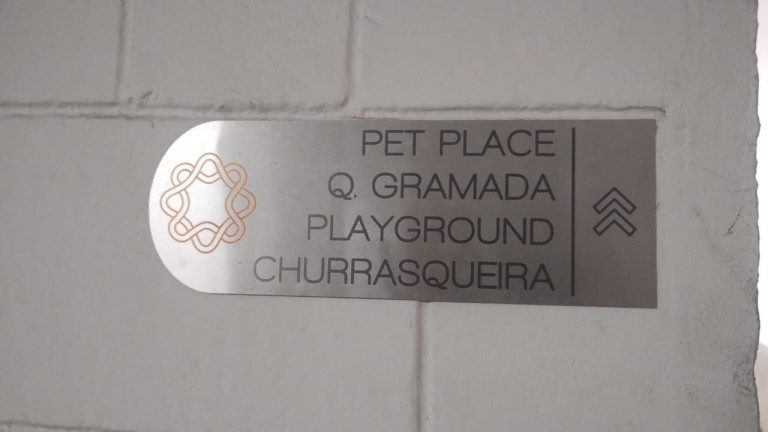 PET PLACE
Q. GRAMADA
PLAYGROUND
CHURRASQUEIRA